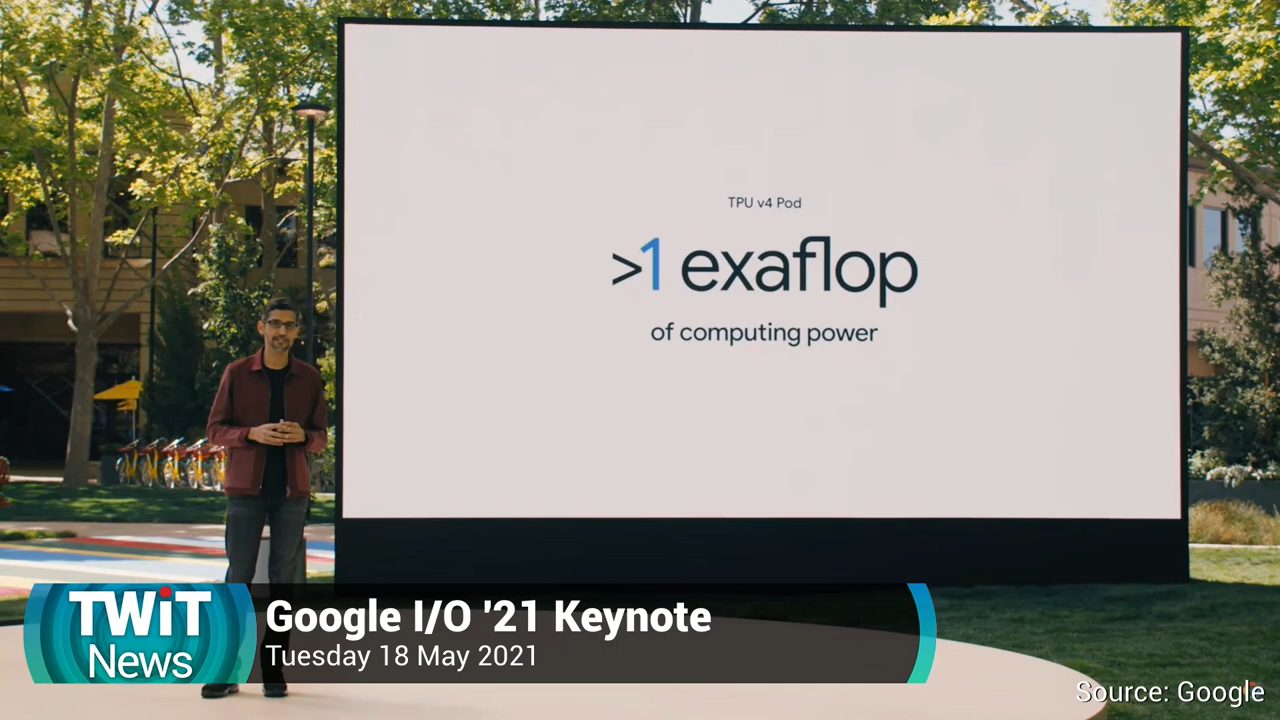 TPU v4 Pod
>1 exaflop
of computing power
TWiT
News
Google I/O '21 Keynote
Tuesday 18 May 2021
Source: Google